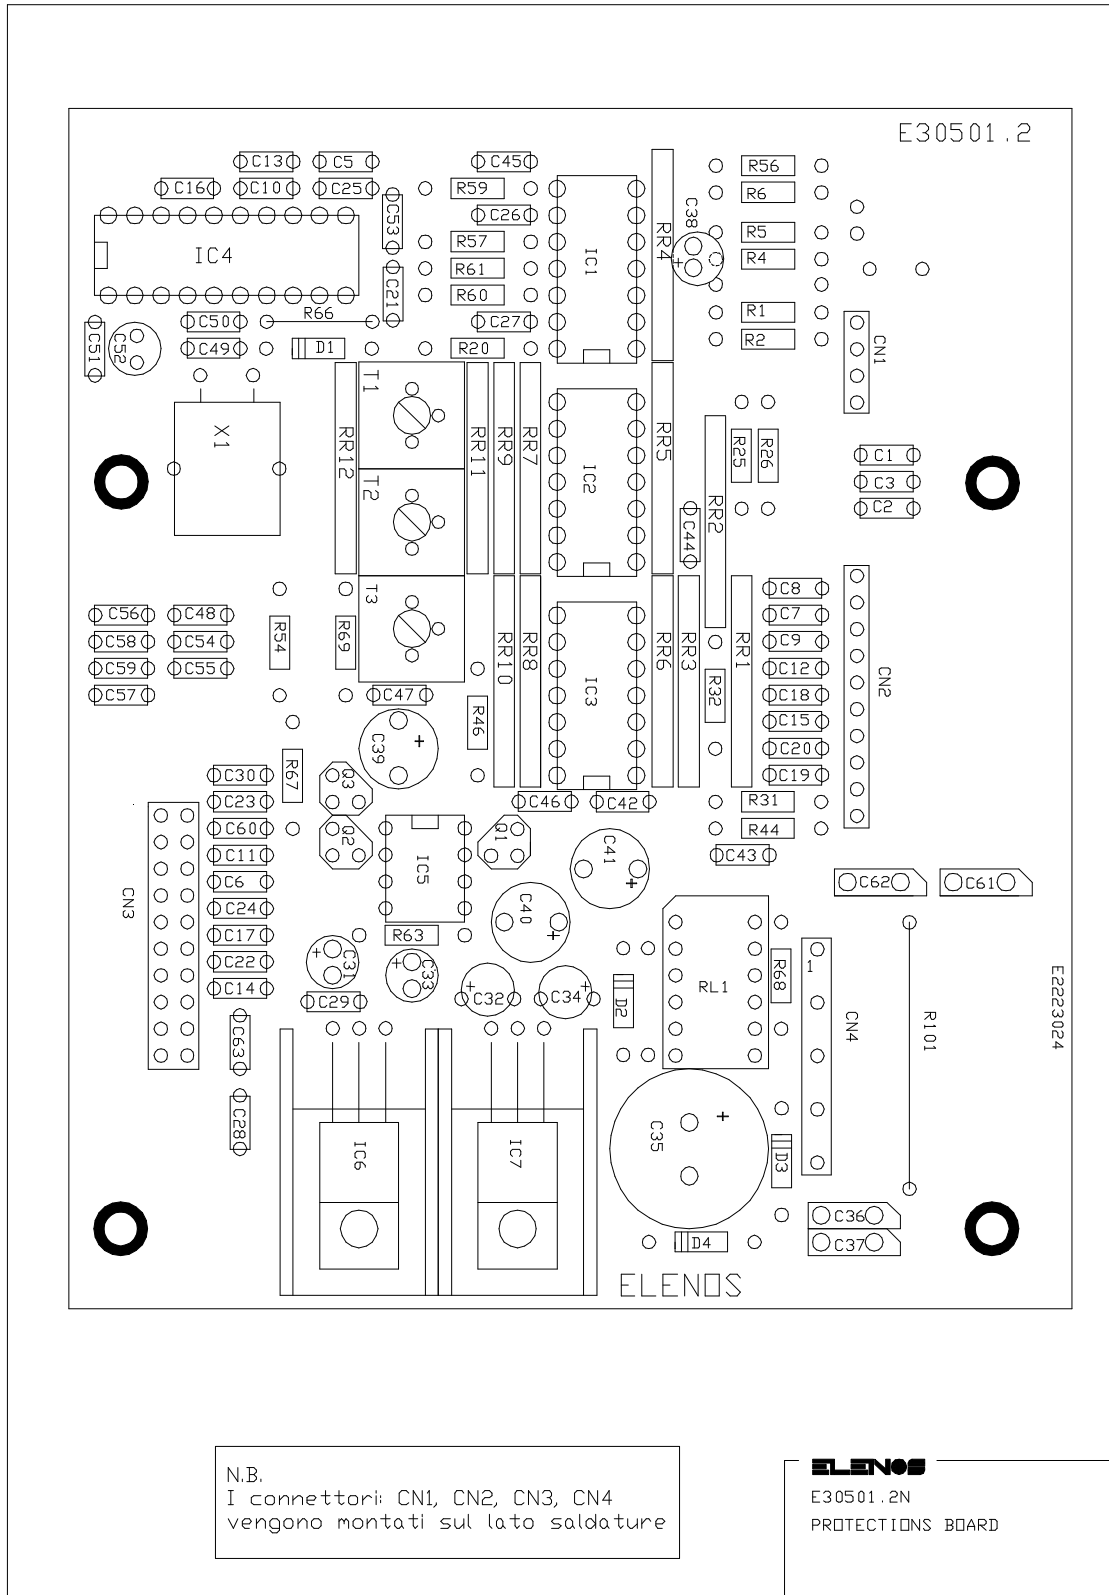 E30501.2
C13
C5
C45
R56
C16
C10
C25
R59
R6
C53
C26
C38
R5
IC4
R57
IC1
RR4
+
R4
R61
C21
R60
R66
R1
C50
C27
C51
C52
C49
D1
R20
R2
CN1
T1
X1
RR12
RR11
RR9
RR7
RR5
R25
R26
C1
T2
IC2
C3
RR2
C44
C2
T3
C8
C56
C48
C7
C58
C54
R54
R69
C9
C59
C55
C12
RR10
RR8
IC3
RR6
RR3
RR1
R32
CN2
C57
C47
C18
R46
C15
C39
+
C20
R67
C30
Q3
C19
C23
C46
C42
R31
C60
Q2
Q1
R44
C11
IC5
C41
+
C43
C6
C62
C61
CN3
C24
C40
+
C17
R63
C22
+
C31
+
C33
R68
1
C14
C29
+
C32
+
C34
D2
RL1
CN4
R101
E2223024
C63
C28
IC6
IC7
C35
+
D3
C36
C37
D4
ELENOS
N.B.
I connettori: CN1, CN2, CN3, CN4
vengono montati sul lato saldature
ELENOS
E30501.2N
PROTECTIONS BOARD